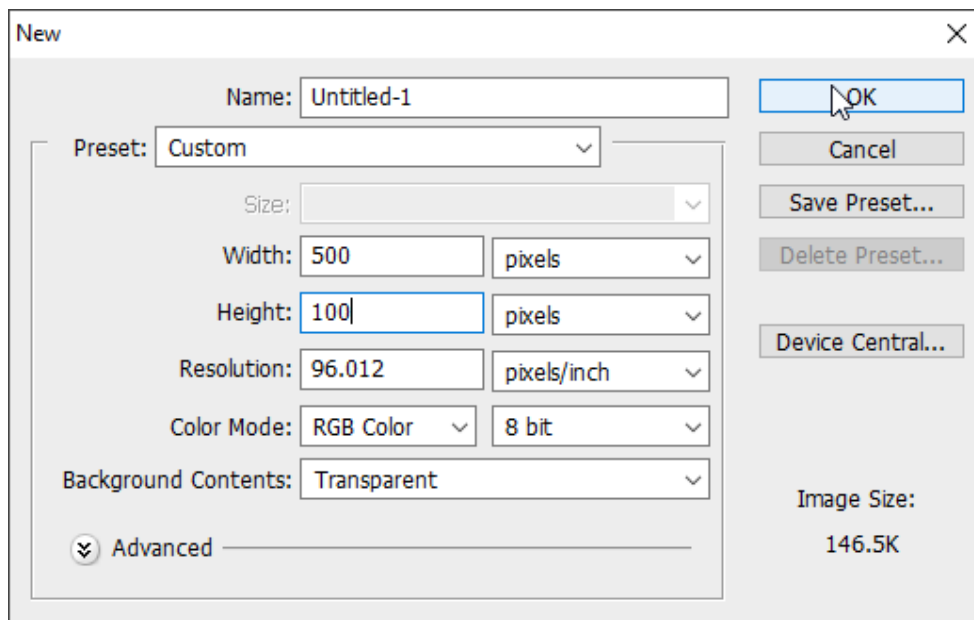 New
Name: Untitled-1
OK
Preset: Custom
Cancel
Size:
Save Preset...
Width: 500 pixels
Delete Preset...
Height: 100 pixels
Device Central...
Resolution: 96.012 pixels/inch
Color Mode: RGB Color 8 bit
Background Contents: Transparent
Image Size:
146.5K
Advanced